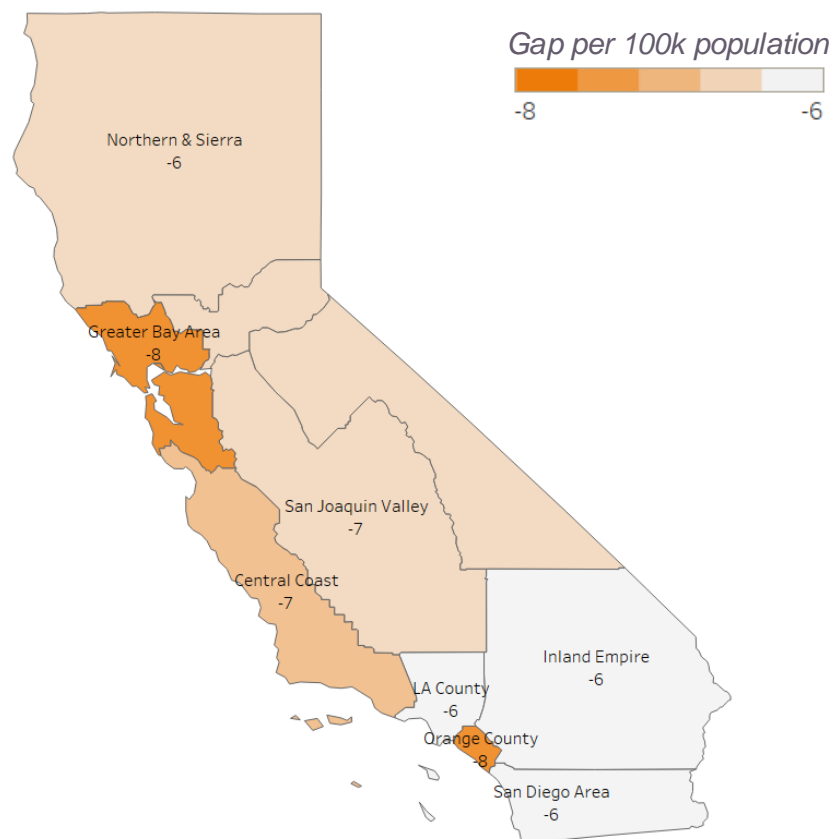 Gap per 100k population
-8
-6
Northern & Sierra
-6
Greater Bay Area
-8
San Joaquin Valley
-7
Central Coast
-7
Inland Empire
-6
LA County
-6
Orange County
-8
San Diego Area
-6